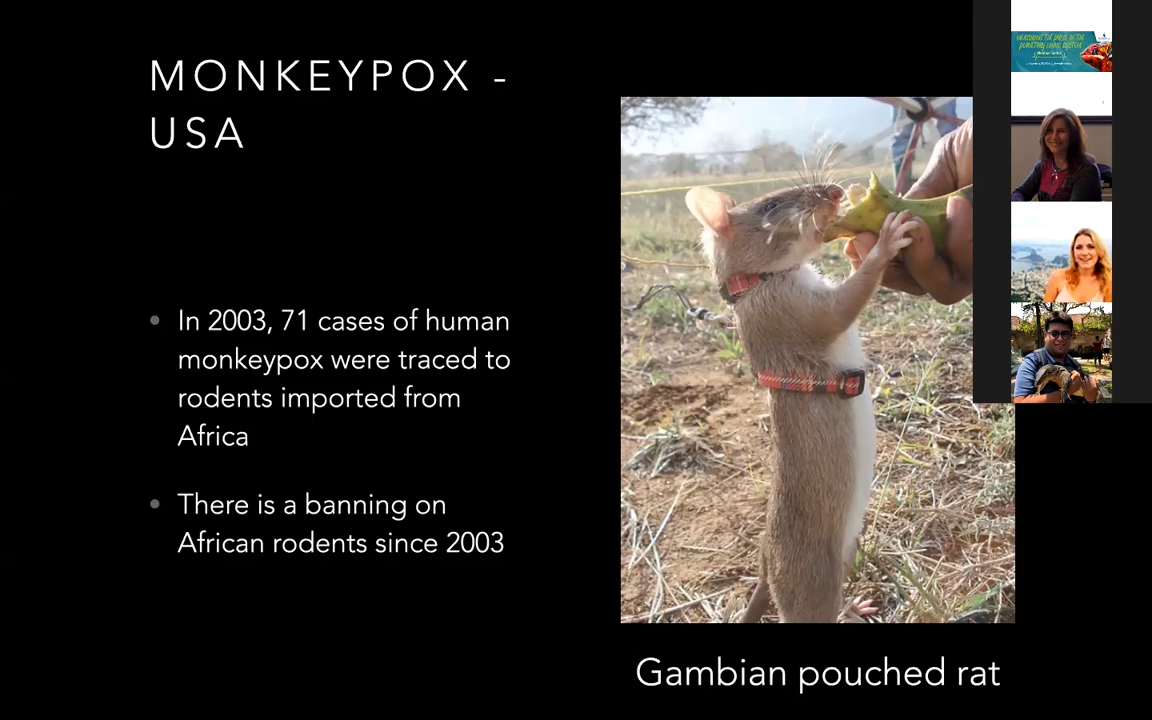 MONKEYPOX -
USA
In 2003, 71 cases of human
monkeypox were traced to
rodents imported from
Africa
There is a banning on
African rodents since 2003
Gambian pouched rat